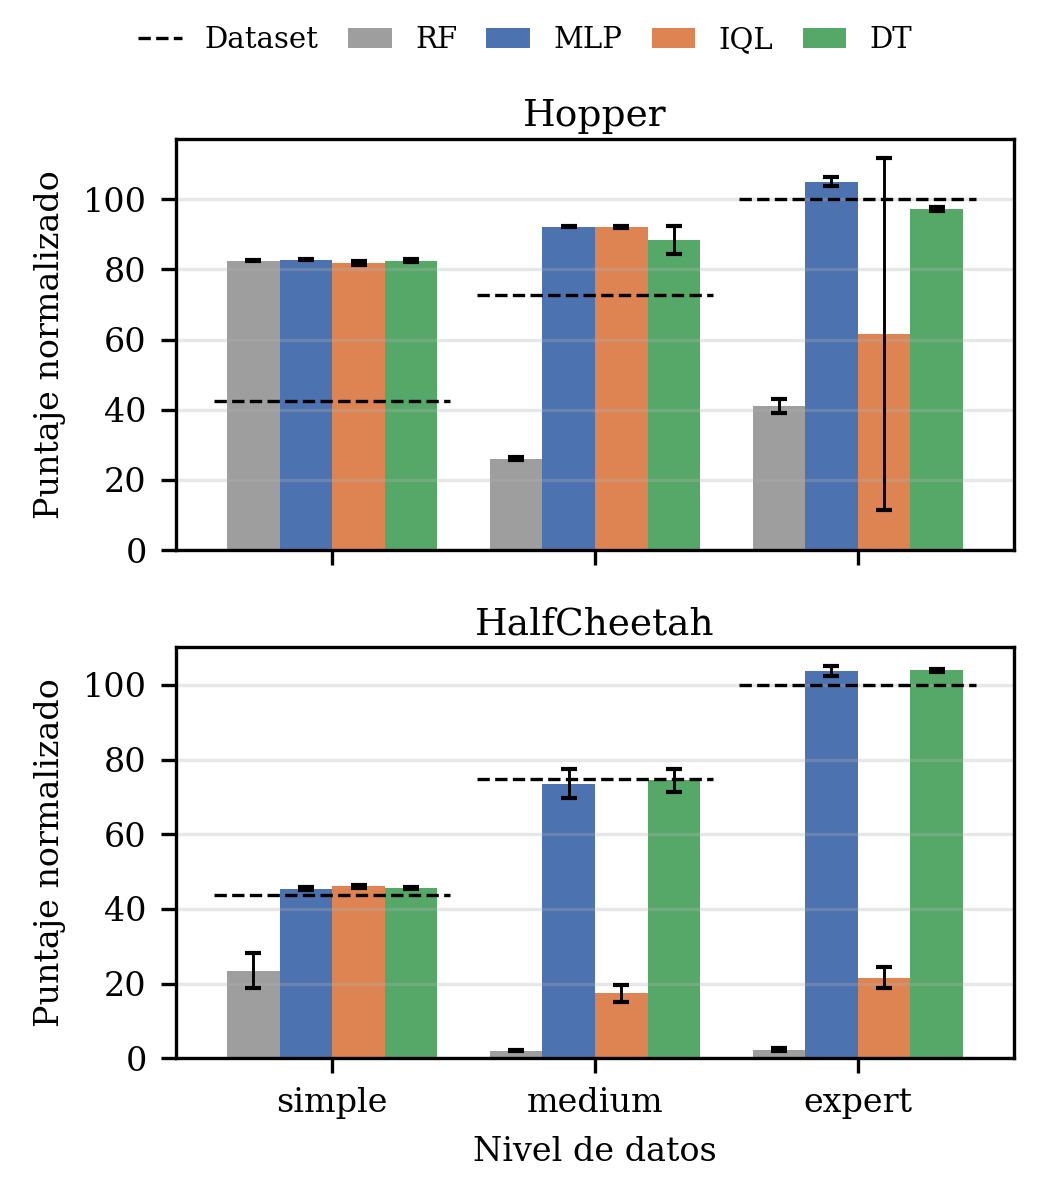 Dataset RF MLP IQL DT
Hopper
Puntaje normalizado
100
80
60
40
20
0
HalfCheetah
Puntaje normalizado
100
80
60
40
20
0
simple medium expert
Nivel de datos